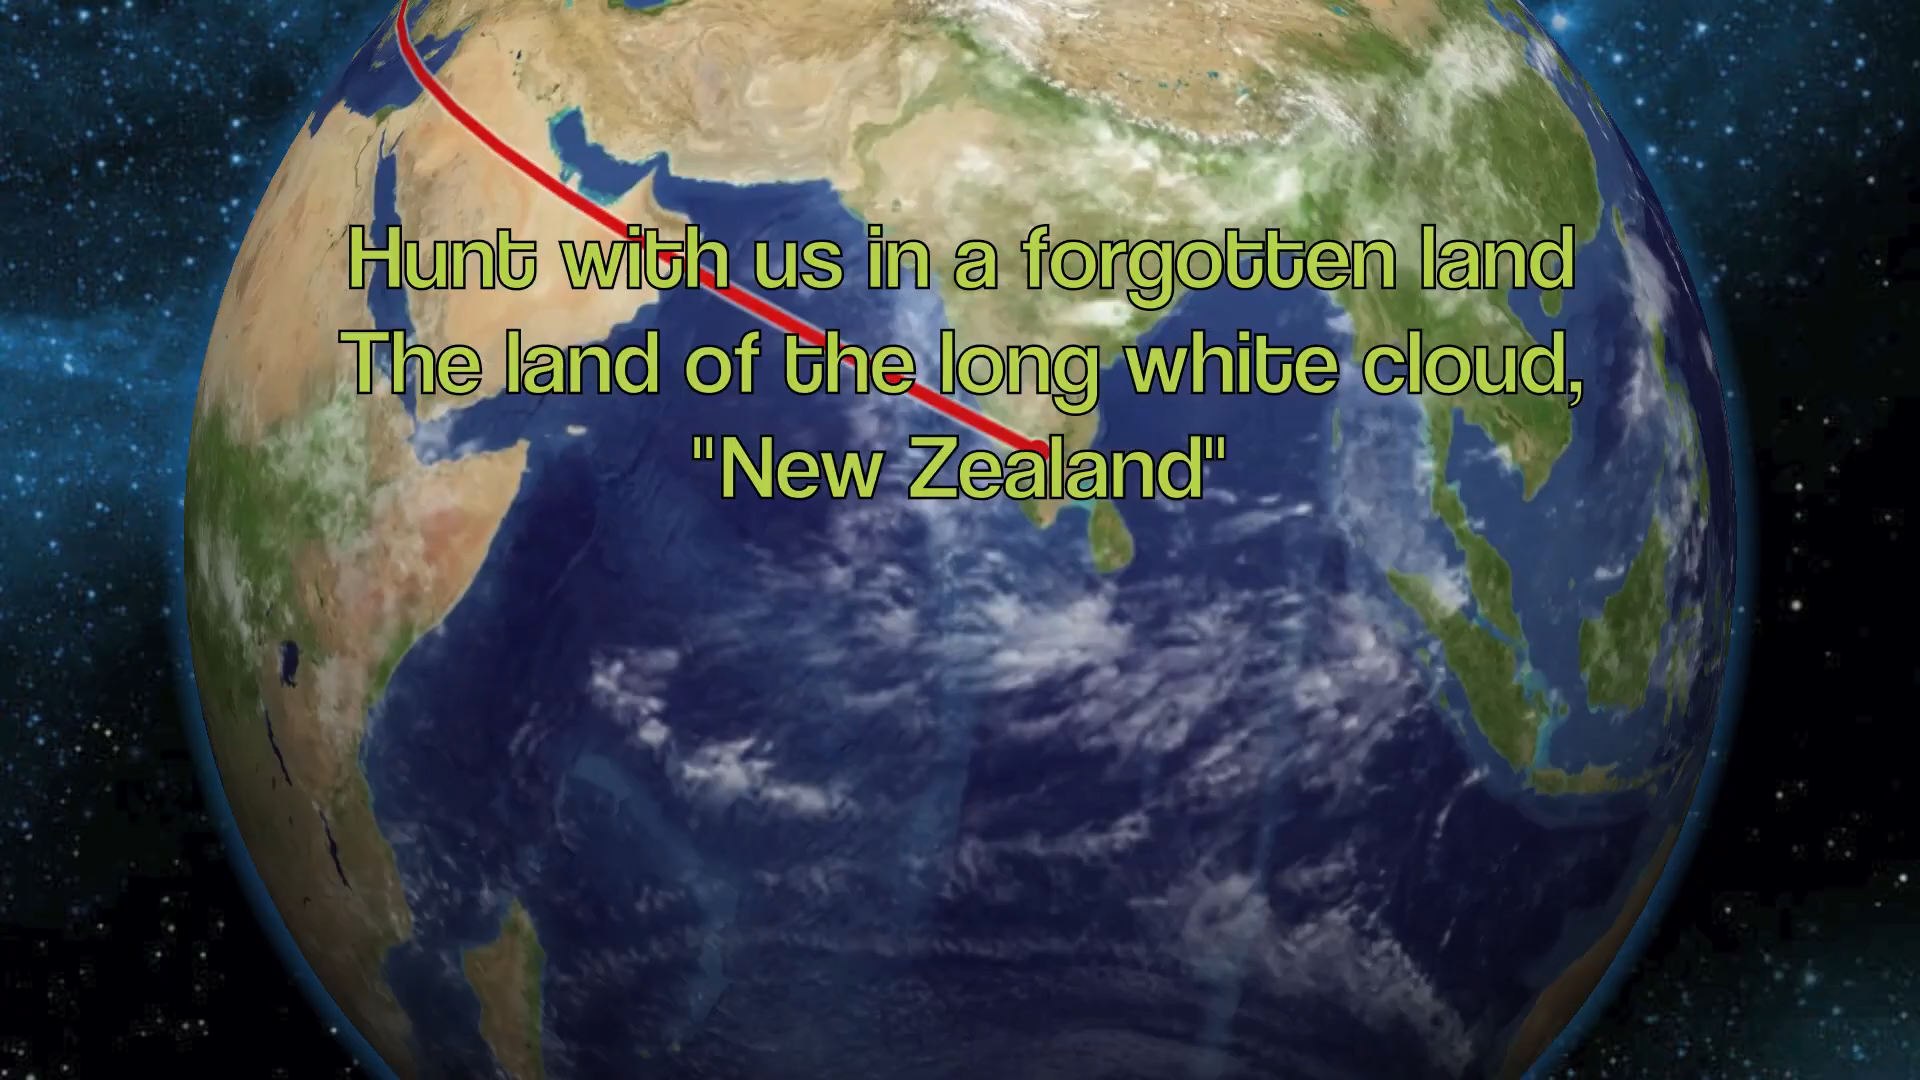 Hunt with us in a forgotten land
The land of the long white cloud,
"New Zealand"